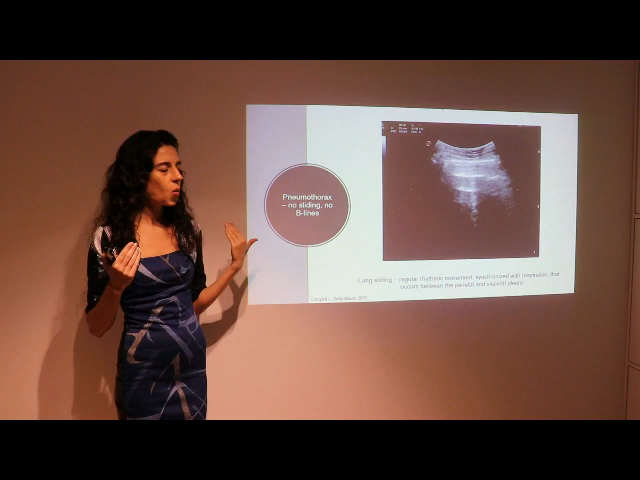 Pneumothorax
– no sliding, no
B-lines
Lung sliding – regular rhythmic movement, synchronized with respiration, that
occurs between the parietal and visceral pleura